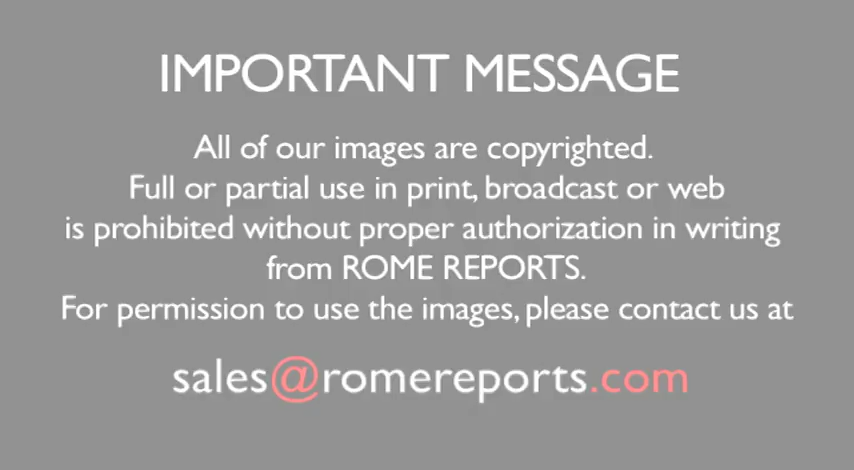 IMPORTANT MESSAGE
All of our images are copyrighted.
Full or partial use in print, broadcast or web
is prohibited without proper authorization in writing
from ROME REPORTS.
For permission to use the images, please contact us at
sales@romereports.com